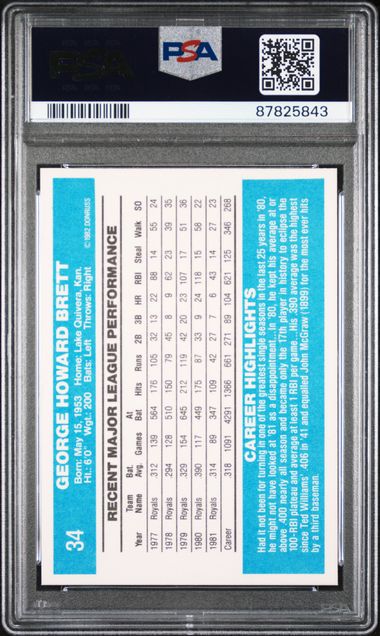 PSA
PSA
87825843
34
GEORGE HOWARD BRETT
Born: May 15, 1953 Home: Lake Quivera, Kan.
Ht.: 6'0" Wgt.: 200 Bats: Left Throws: Right
© 1982 DONRUSS
RECENT MAJOR LEAGUE PERFORMANCE
Year Team Name Bat. Avg. Games At Bat Hits Runs 2B 3B HR RBI Steal Walk SO
1977 Royals .312 139 564 176 105 32 13 22 88 14 55 24
1978 Royals .294 128 510 150 79 45 8 9 62 23 39 35
1979 Royals .329 154 645 212 119 42 20 23 107 17 51 36
1980 Royals .390 117 449 175 87 33 9 24 118 15 58 22
1981 Royals .314 89 347 109 42 27 7 6 43 14 27 23
Career .318 1091 4291 1366 661 271 89 104 621 125 346 268
CAREER HIGHLIGHTS
Had it not been for turning in one of the greatest single seasons in the last 25 years in '80,
he might not have looked at '81 as a disappointment...In '80, he kept his average at or
above .400 nearly all season and became only the 17th player in history to eclipse the
100-RBI plateau and average at least 1 RBI per game...His .390 average was the highest
since Ted Williams' .406 in '41 and equalled John McGraw (1899) for the most ever hits
by a third baseman.